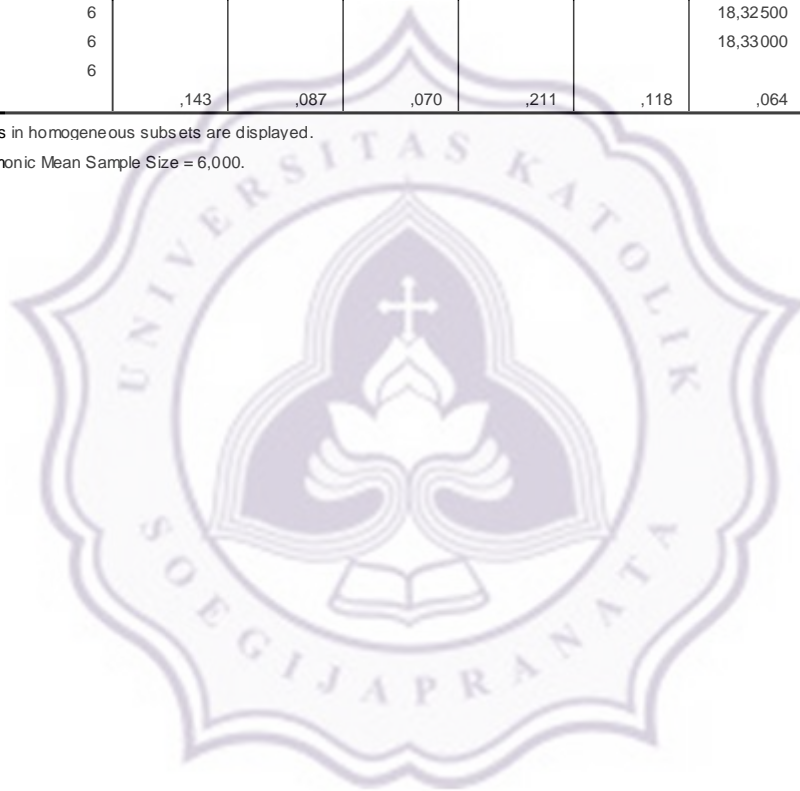 6 18,32500
6 18,33000
6
,143 ,087 ,070 ,211 ,118 ,064
in homogeneous subsets are displayed.
Mean Sample Size = 6,000.
UNIVERSITAS KATOLIK
SOEGIJAPRANATA